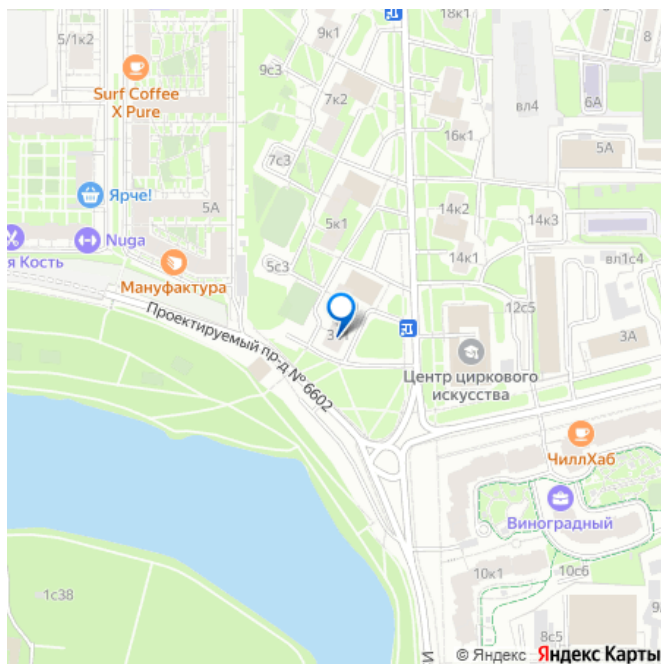 18к1
5/1к2
9к1
8
9с3
Surf Coffee
X Pure
7к2
вл4
6А
16к1
5А
7с3
Ярче!
5А
14к2
14к3
5к1
Nuga
я Кость
14к1
вл1с4
5с3
Мануфактура
12с5
Проектируемый пр-д № 6602
3А
Центр циркового
искусства
ЧиллХаб
Виноградный
10к1
10с6
1с38
9/
8с5
И
© Яндекс Яндекс Карты